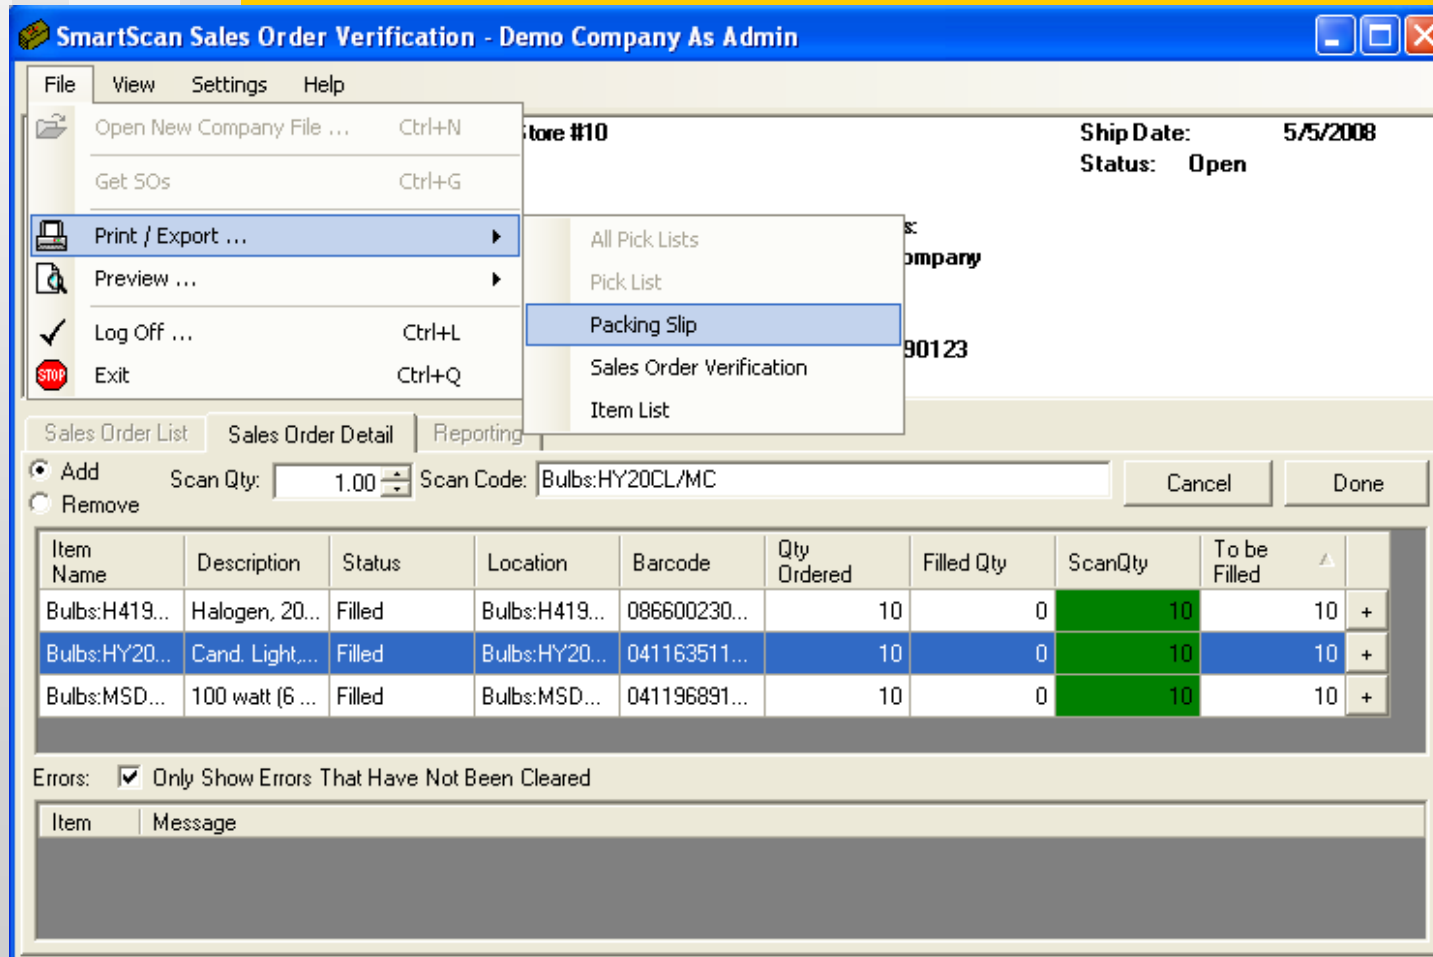 SmartScan Sales Order Verification - Demo Company As Admin
File View Settings Help
Open New Company File ... Ctrl+N
Store #10
Ship Date: 5/5/2008
Get SOs Ctrl+G
Status: Open
Print / Export ...
All Pick Lists
Preview ...
Pick List
Log Off ... Ctrl+L
Packing Slip
90123
Exit Ctrl+Q
STOP
Sales Order Verification
Item List
Sales Order List Sales Order Detail Reporting
Add Scan Qty: 1.00 Scan Code: Bulbs:HY20CL/MC Cancel Done
Remove
Item Name Description Status Location Barcode Qty Ordered Filled Qty ScanQty To be Filled
Bulbs:H419... Halogen, 20... Filled Bulbs:H419... 086600230... 10 0 10 10 +
Bulbs:HY20... Cand. Light,... Filled Bulbs:HY20... 041163511... 10 0 10 10 +
Bulbs:MSD... 100 watt (6 ... Filled Bulbs:MSD... 041196891... 10 0 10 10 +
Errors: Only Show Errors That Have Not Been Cleared
Item Message